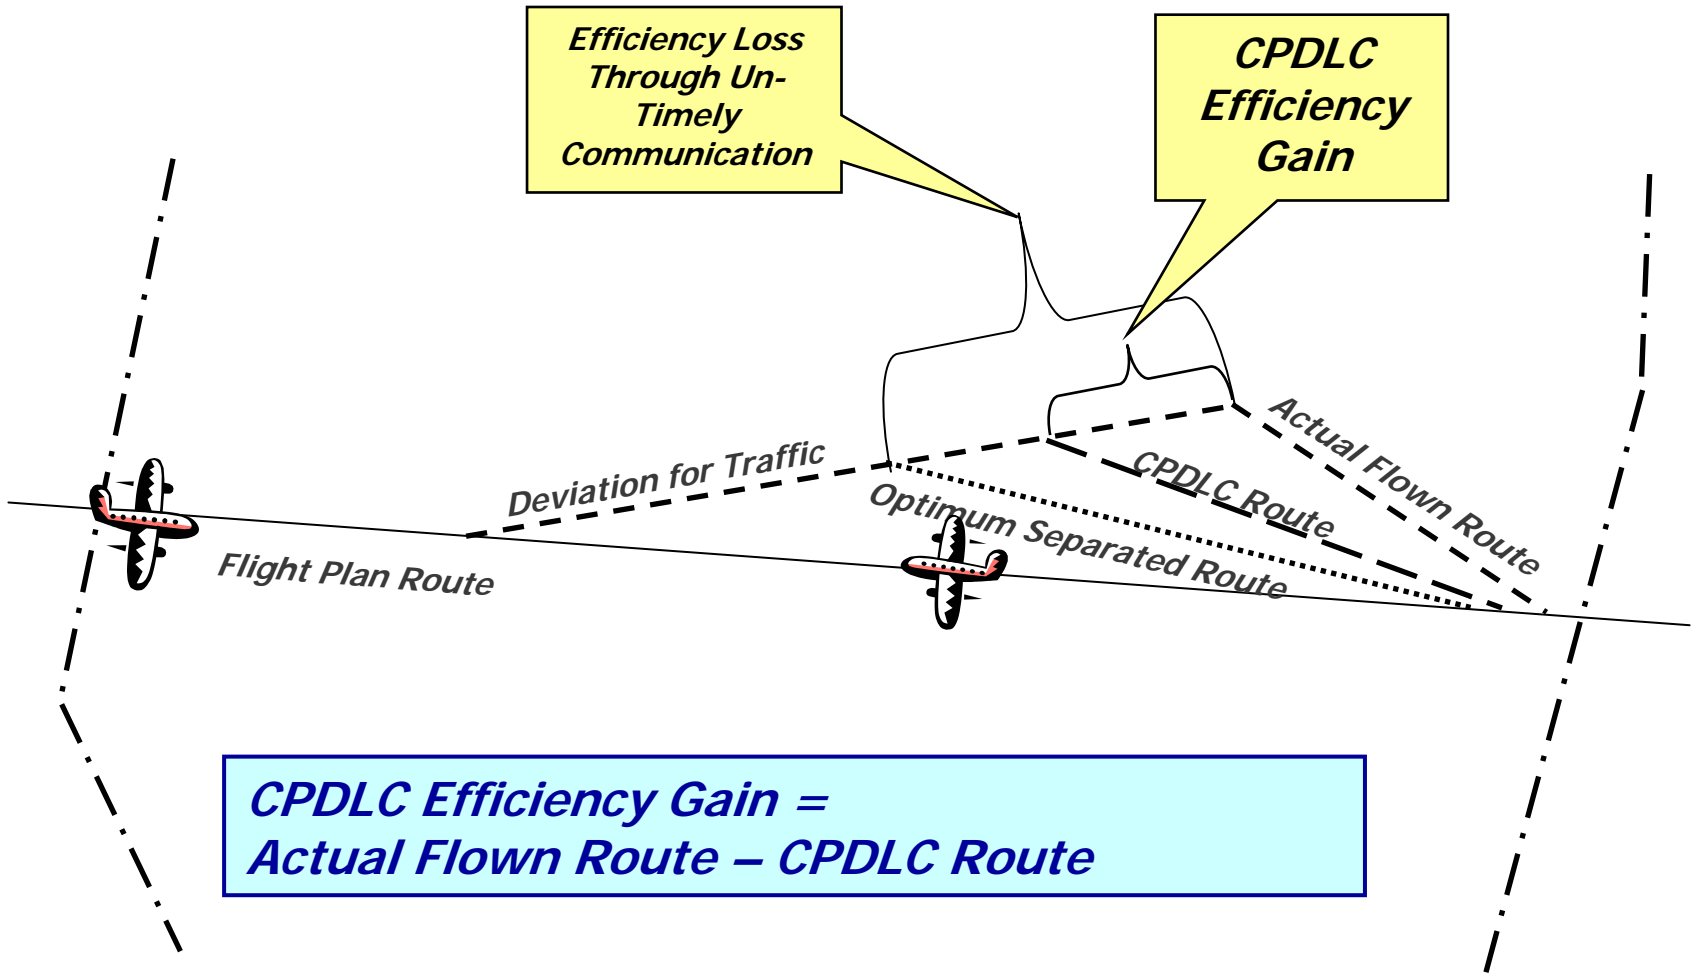 Efficiency Loss
Through Un-
Timely
Communication
CPDLC
Efficiency
Gain
Deviation for Traffic
Actual Flown Route
CPDLC Route
Optimum Separated Route
Flight Plan Route
CPDLC Efficiency Gain =
Actual Flown Route – CPDLC Route